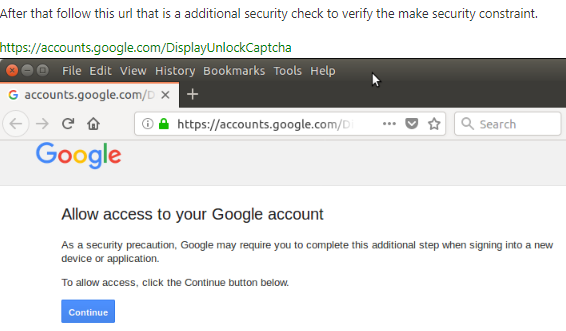 After that follow this url that is a additional security check to verify the make security constraint.
https://accounts.google.com/DisplayUnlockCaptcha
File Edit View History Bookmarks Tools Help
G accounts.google.com/D
https://accounts.google.com/Di
Search
Google
Allow access to your Google account
As a security precaution, Google may require you to complete this additional step when signing into a new
device or application.
To allow access, click the Continue button below.
Continue